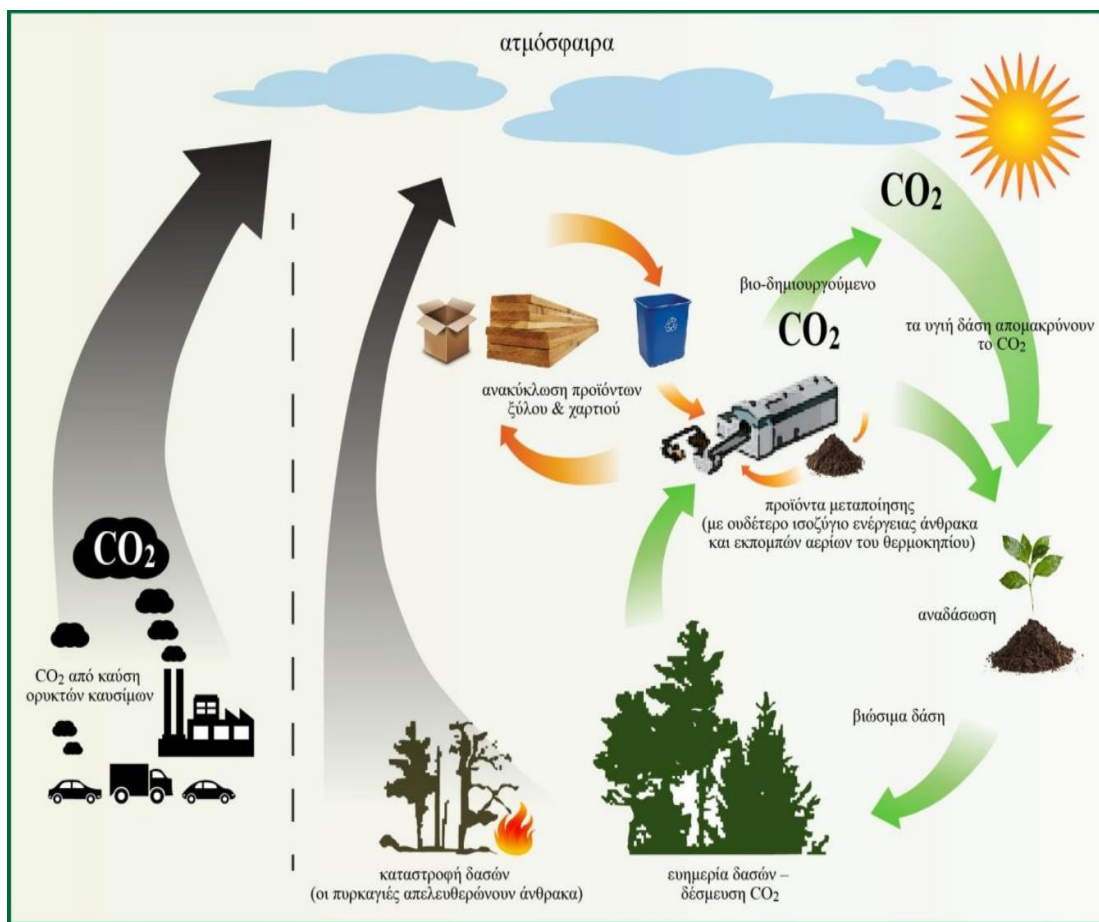 ατμόσφαιρα
CO2
βιο-δημιουργούμενο
CO2
τα υγιή δάση απομακρύνουν
το CO2
ανακύκλωση προϊόντων
ξύλου & χαρτιού
προϊόντα μεταποίησης
(με ουδέτερο ισοζύγιο ενέργειας άνθρακα
και εκπομπών αερίων του θερμοκηπίου)
CO2
αναδάσωση
CO2 από καύση
ορυκτών καυσίμων
βιώσιμα δάση
καταστροφή δασών
(οι πυρκαγιές απελευθερώνουν άνθρακα)
ευημερία δασών –
δέσμευση CO2